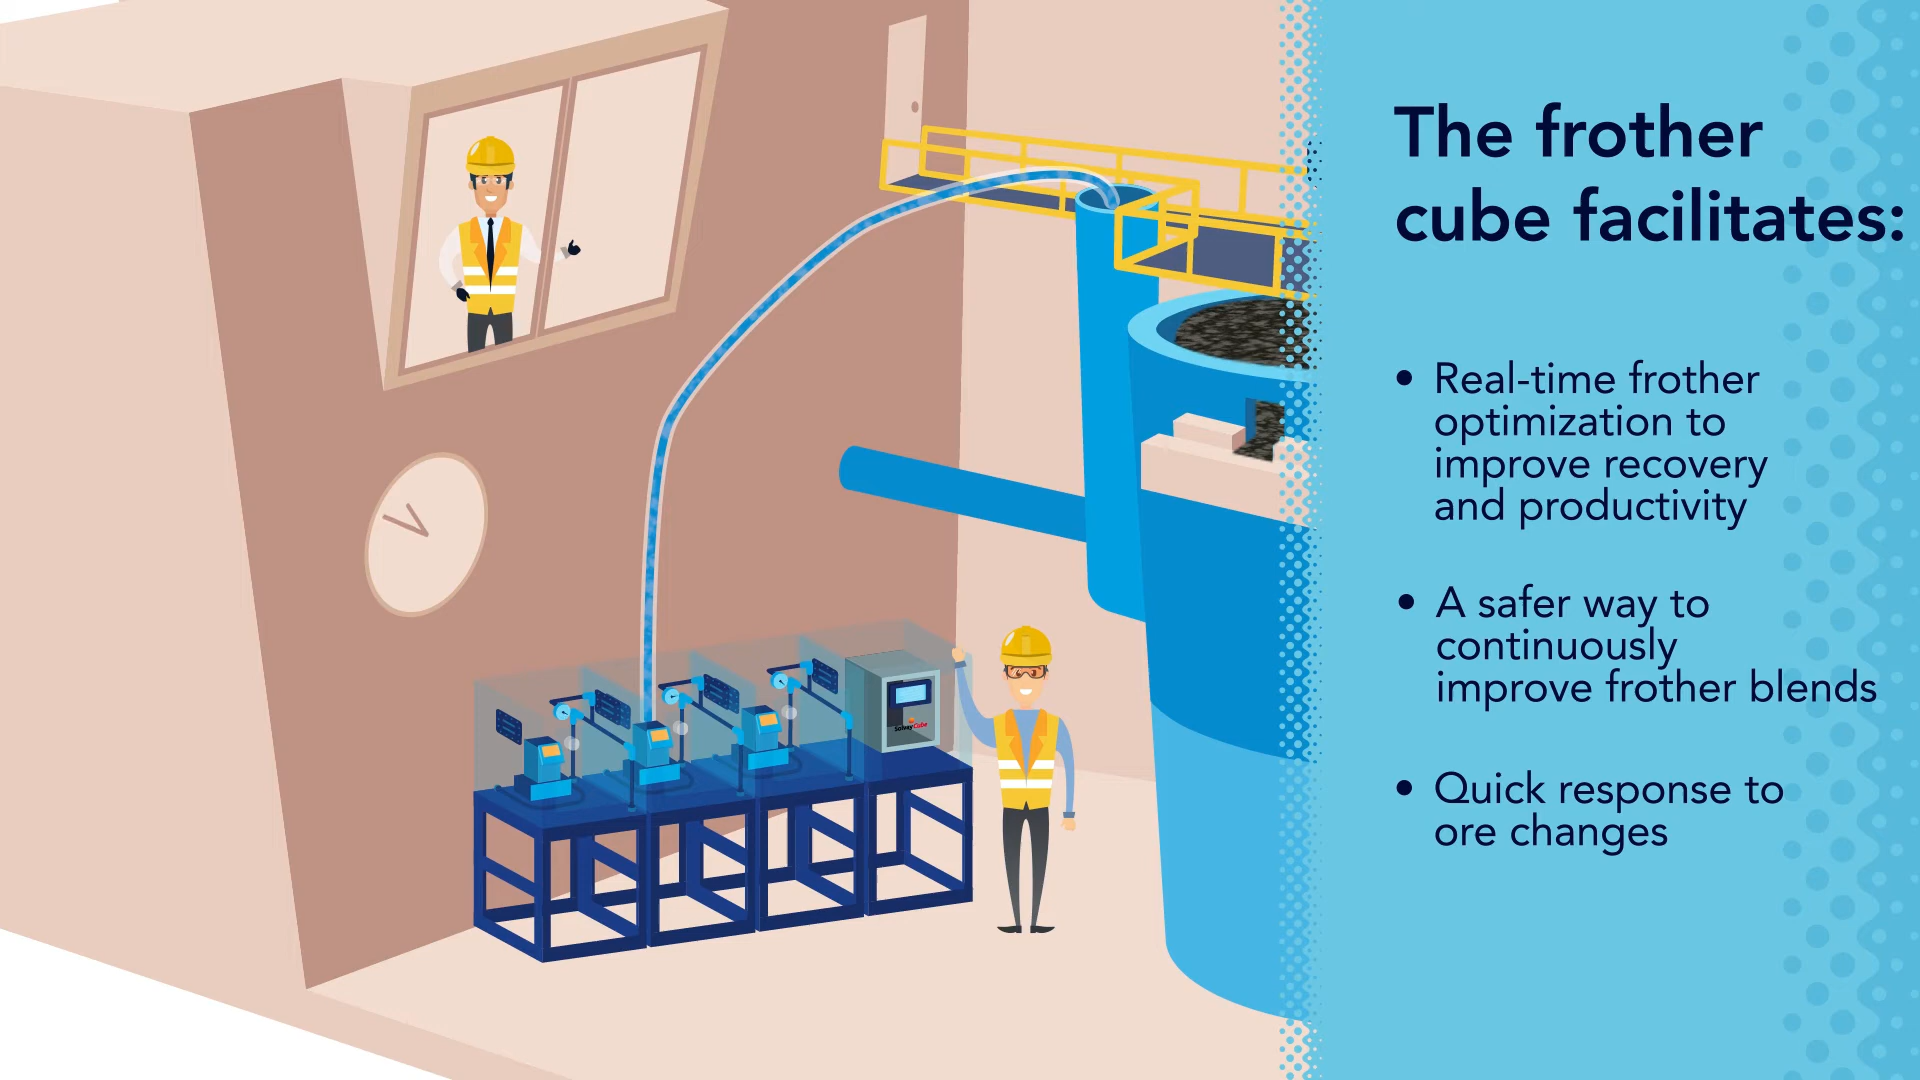 The frother
cube facilitates:
• Real-time frother
optimization to
improve recovery
and productivity
• A safer way to
continuously
improve frother blends
• Quick response to
ore changes
SolvayCube